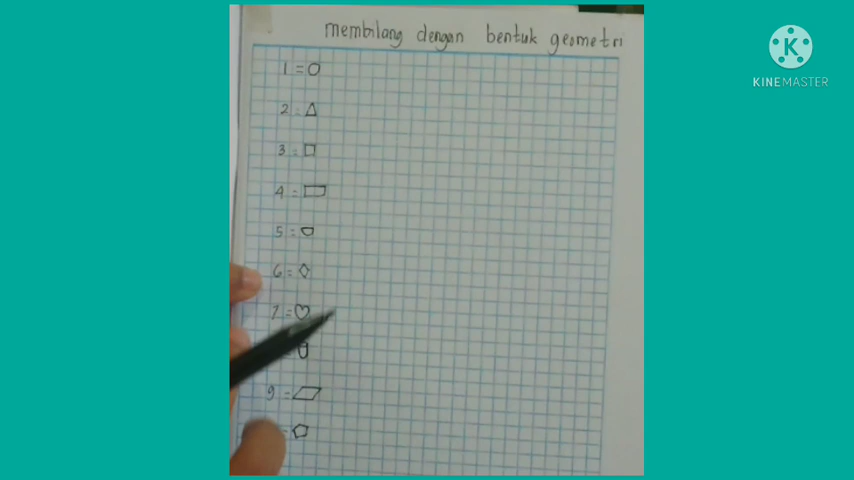 membilang dengan bentuk geometri
1 =
2 =
3 =
4 =
5 =
6 =
7 =
9 =
K
KINEMASTER